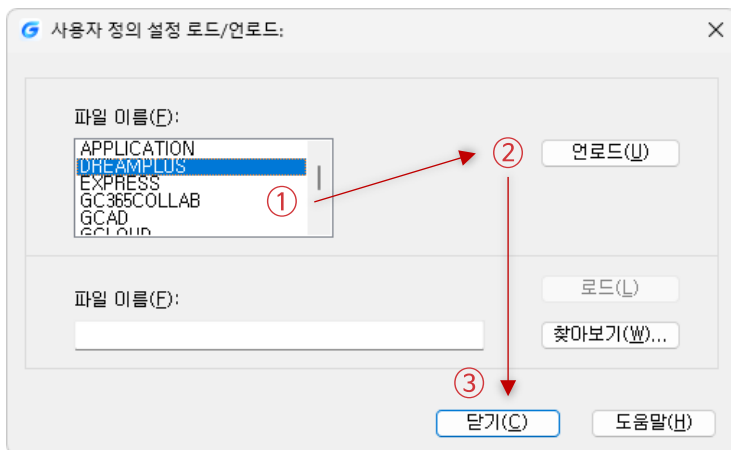 사용자 정의 설정 로드/언로드:
파일 이름(F):
APPLICATION
DREAMPLUS
EXPRESS
GC365COLLAB
GCAD
GCLOUD
①
②
언로드(U)
파일 이름(F):
로드(L)
찾아보기(W)...
③
닫기(C)
도움말(H)